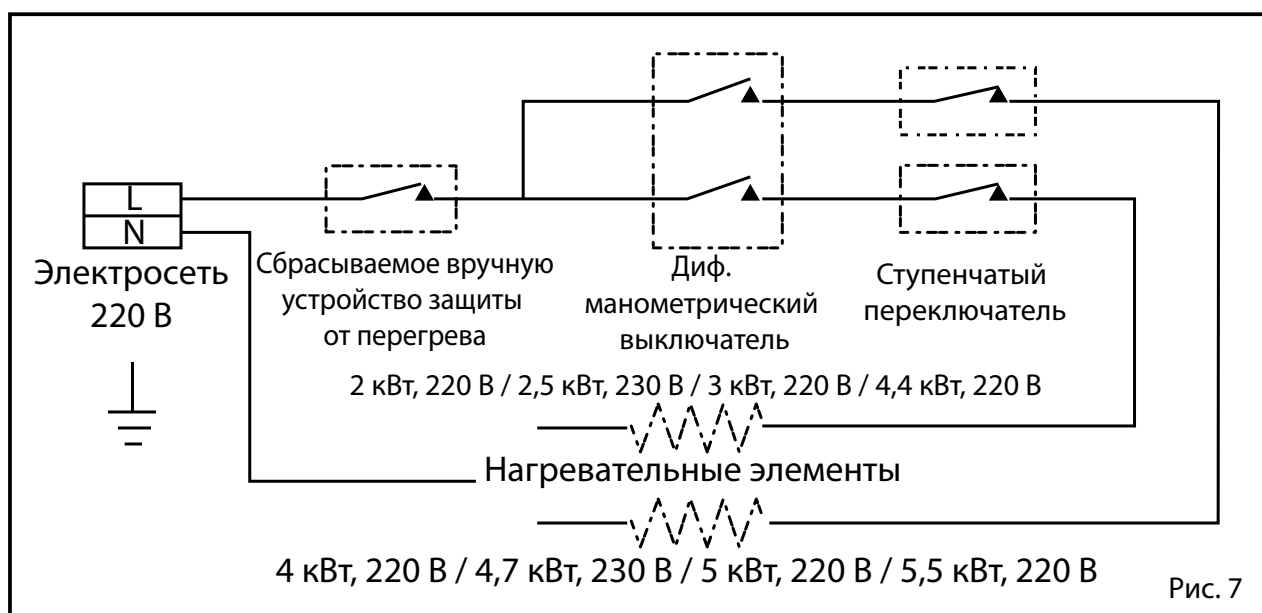 L
N
Электросеть
220 В
Сбрасываемое вручную
устройство защиты
от перегрева
Диф.
манометрический
выключатель
Ступенчатый
переключатель
2 кВт, 220 В / 2,5 кВт, 230 В / 3 кВт, 220 В / 4,4 кВт, 220 В
Нагревательные элементы
4 кВт, 220 В / 4,7 кВт, 230 В / 5 кВт, 220 В / 5,5 кВт, 220 В
Рис. 7